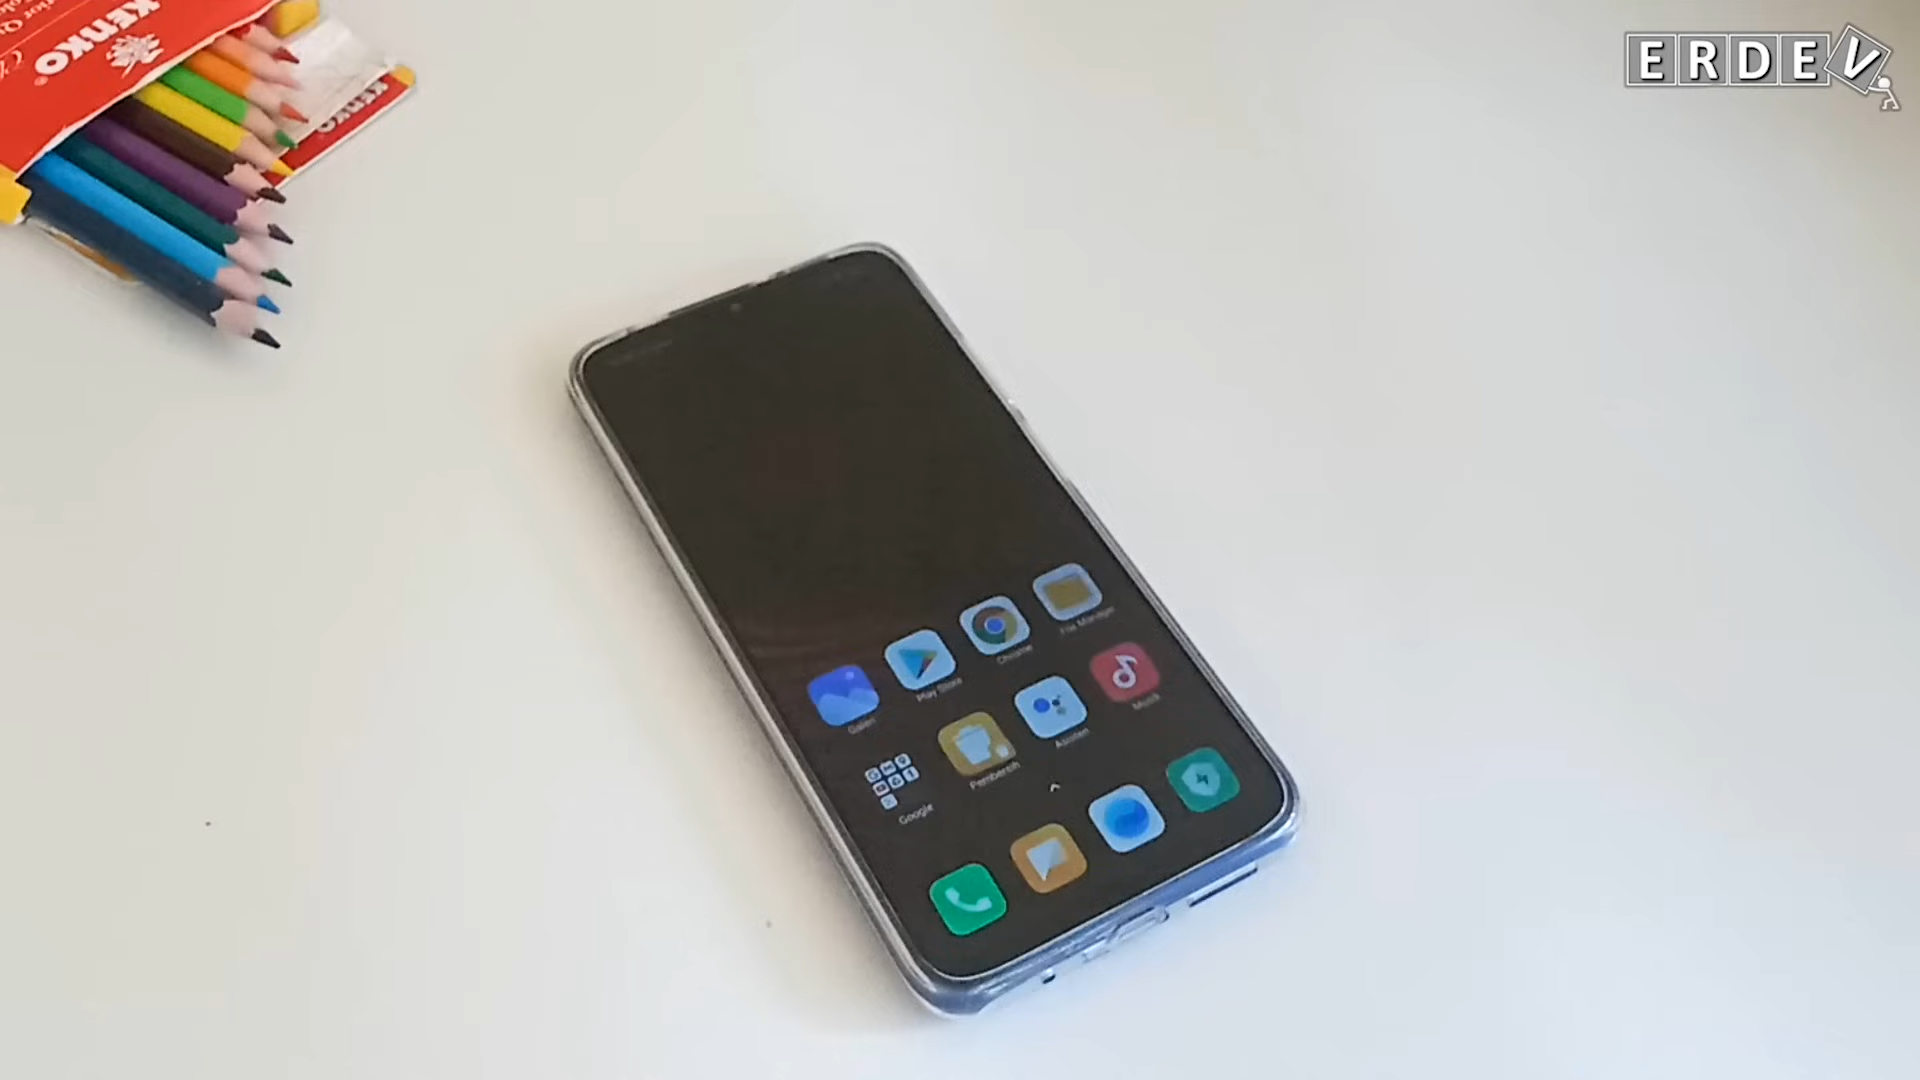 KENKO®
KENKO
ERDEV
Galeri
Play Store
Chrome
File Manager
Google
Pembersih
Asisten
Musik